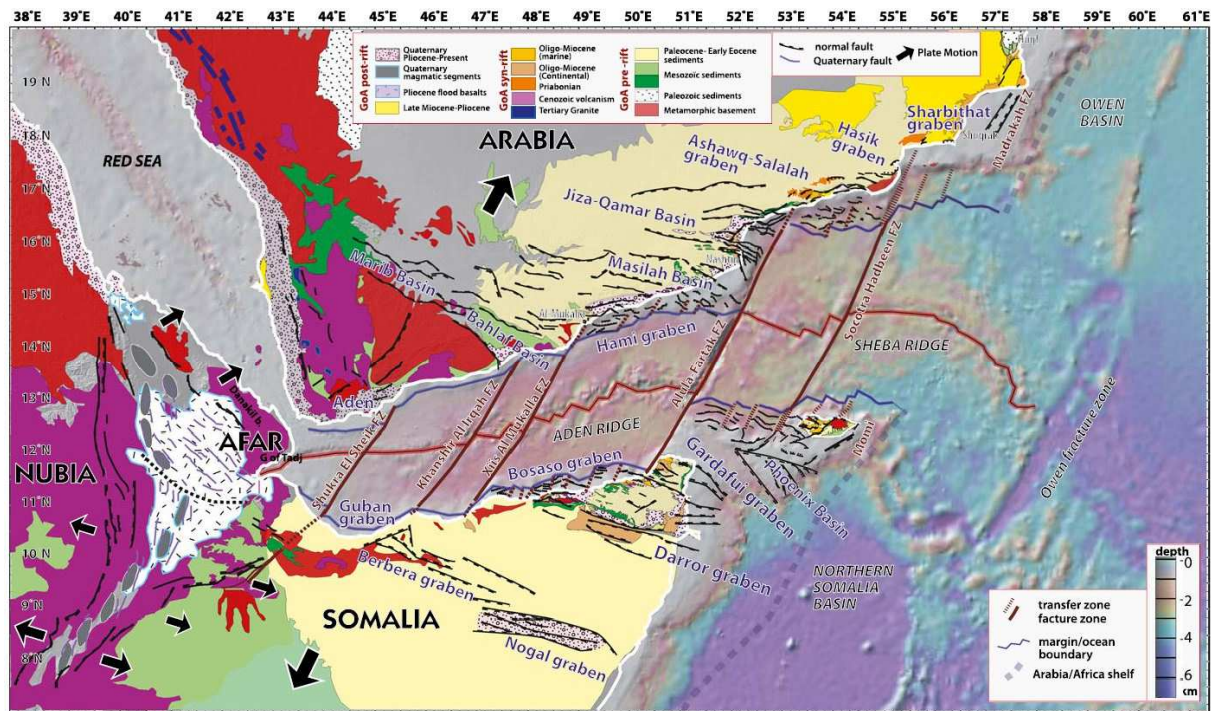 38°E 39°E 40°E 41°E 42°E 43°E 44°E 45°E 46°E 47°E 48°E 49°E 50°E 51°E 52°E 53°E 54°E 55°E 56°E 57°E 58°E 59°E 60°E 61°E
GoA post-rift
Quaternary
Pliocene-Present
Quaternary
magmatic segments
Pliocene flood basalts
Late Miocene-Pliocene
GoA syn-rift
Oligo-Miocene
(marine)
Oligo-Miocene
(Continental)
Priabonian
Cenozoic volcanism
Tertiary Granite
GoA pre-rift
Paleocene-Early Eocene
sediments
Mesozoic sediments
Paleozoic sediments
Metamorphic basement
normal fault
Quaternary fault
Plate Motion
19 N
18 N
17 N
16 N
15 N
14 N
13 N
12 N
11 N
10 N
9°N
8°N
RED SEA
ARABIA
OWEN
BASIN
Sharbithat
graben
Madrakah FZ
Hasik
graben
Ashawq-Salalah
graben
Jiza-Qamar Basin
Marib Basin
Masilah Basin
Al Mukalla
Balhaf Basin
Hami graben
Socotra Hadbeen FZ
SHEBA RIDGE
Aden
Danakil b.
AFAR
G of Tadj
NUBIA
Shukra El Sheik FZ
Khanshir Al Irqah FZ
Xiis Al Mukalla FZ
Alula Fartak FZ
ADEN RIDGE
Momi
Owen fracture zone
Bosaso graben
Gardafui graben
Phoenix Basin
Guban
graben
Berbera graben
Darror graben
NORTHERN
SOMALIA
BASIN
SOMALIA
Nogal graben
transfer zone
facture zone
margin/ocean
boundary
Arabia/Africa shelf
depth
0
-2
-4
-6
km